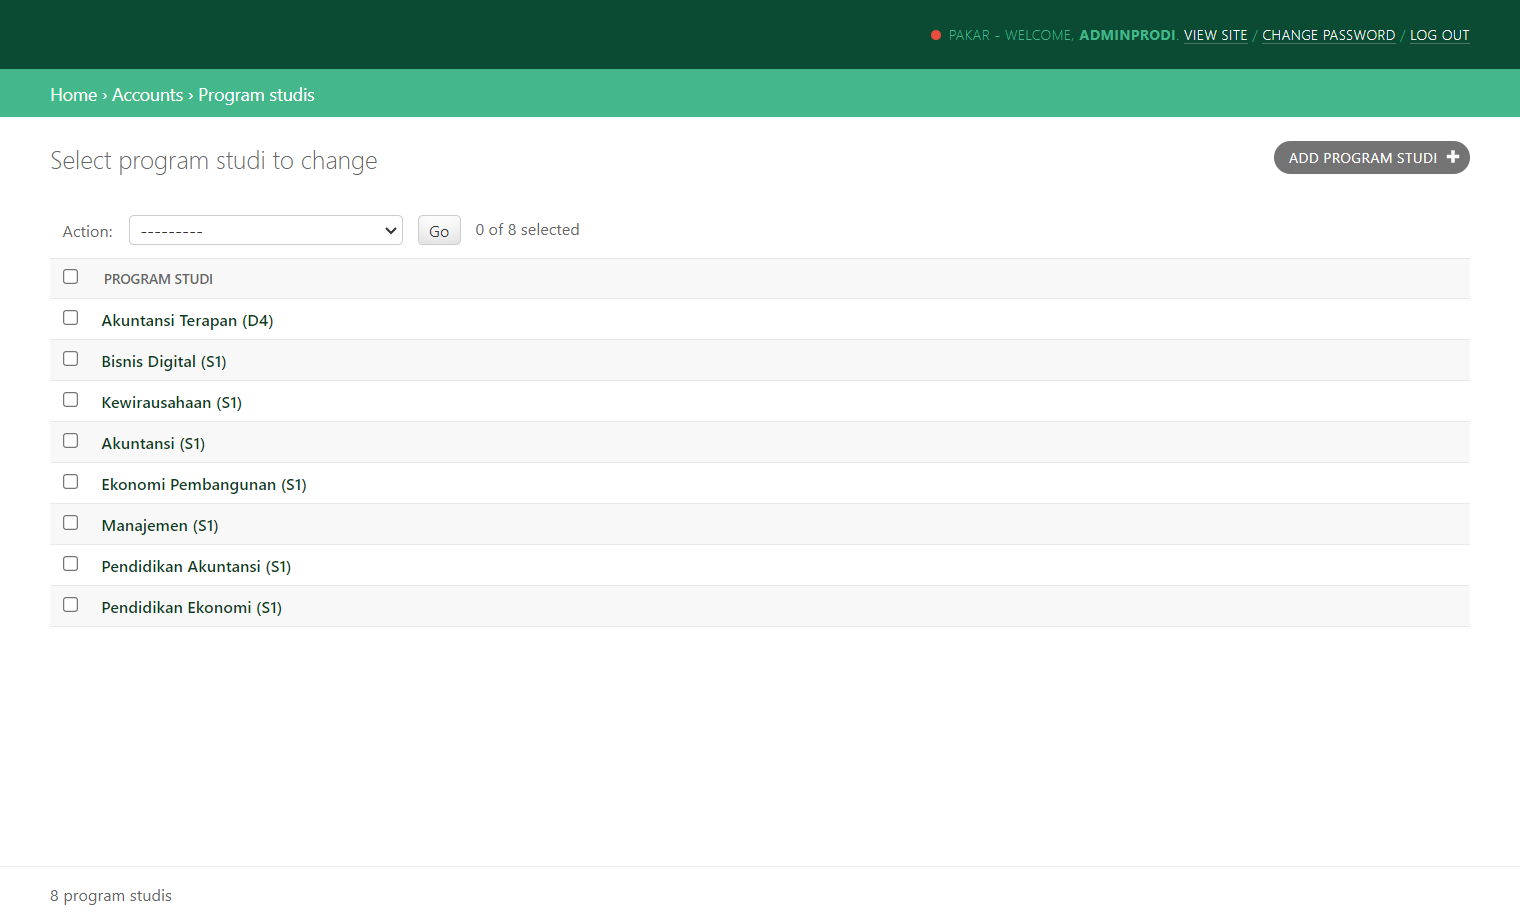 PAKAR - WELCOME, ADMINPRODI. VIEW SITE / CHANGE PASSWORD / LOG OUT
Home › Accounts › Program studis
Select program studi to change
ADD PROGRAM STUDI
Action: --------- Go 0 of 8 selected
PROGRAM STUDI
Akuntansi Terapan (D4)
Bisnis Digital (S1)
Kewirausahaan (S1)
Akuntansi (S1)
Ekonomi Pembangunan (S1)
Manajemen (S1)
Pendidikan Akuntansi (S1)
Pendidikan Ekonomi (S1)
8 program studis